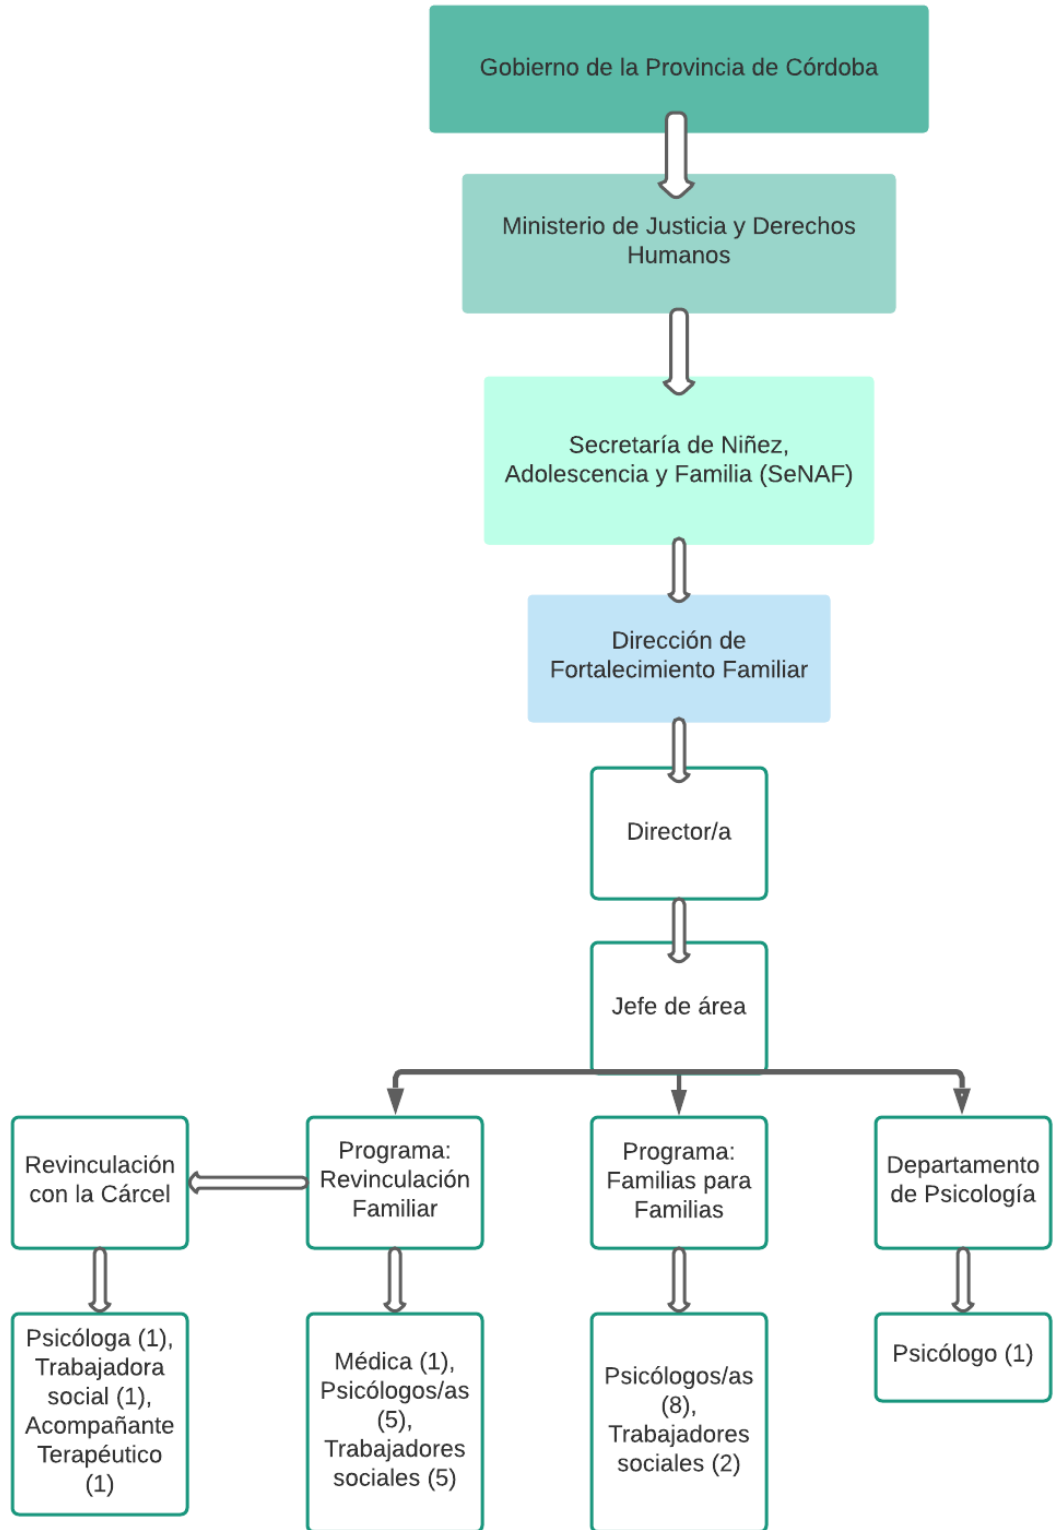 Gobierno de la Provincia de Córdoba
Ministerio de Justicia y Derechos
Humanos
Secretaría de Niñez,
Adolescencia y Familia (SeNAF)
Dirección de
Fortalecimiento Familiar
Director/a
Jefe de área
Revinculación
con la Cárcel
Programa:
Revinculación
Familiar
Programa:
Familias para
Familias
Departamento
de Psicología
Psicóloga (1),
Trabajadora
social (1),
Acompañante
Terapéutico
(1)
Médica (1),
Psicólogos/as
(5),
Trabajadores
sociales (5)
Psicólogos/as
(8),
Trabajadores
sociales (2)
Psicólogo (1)